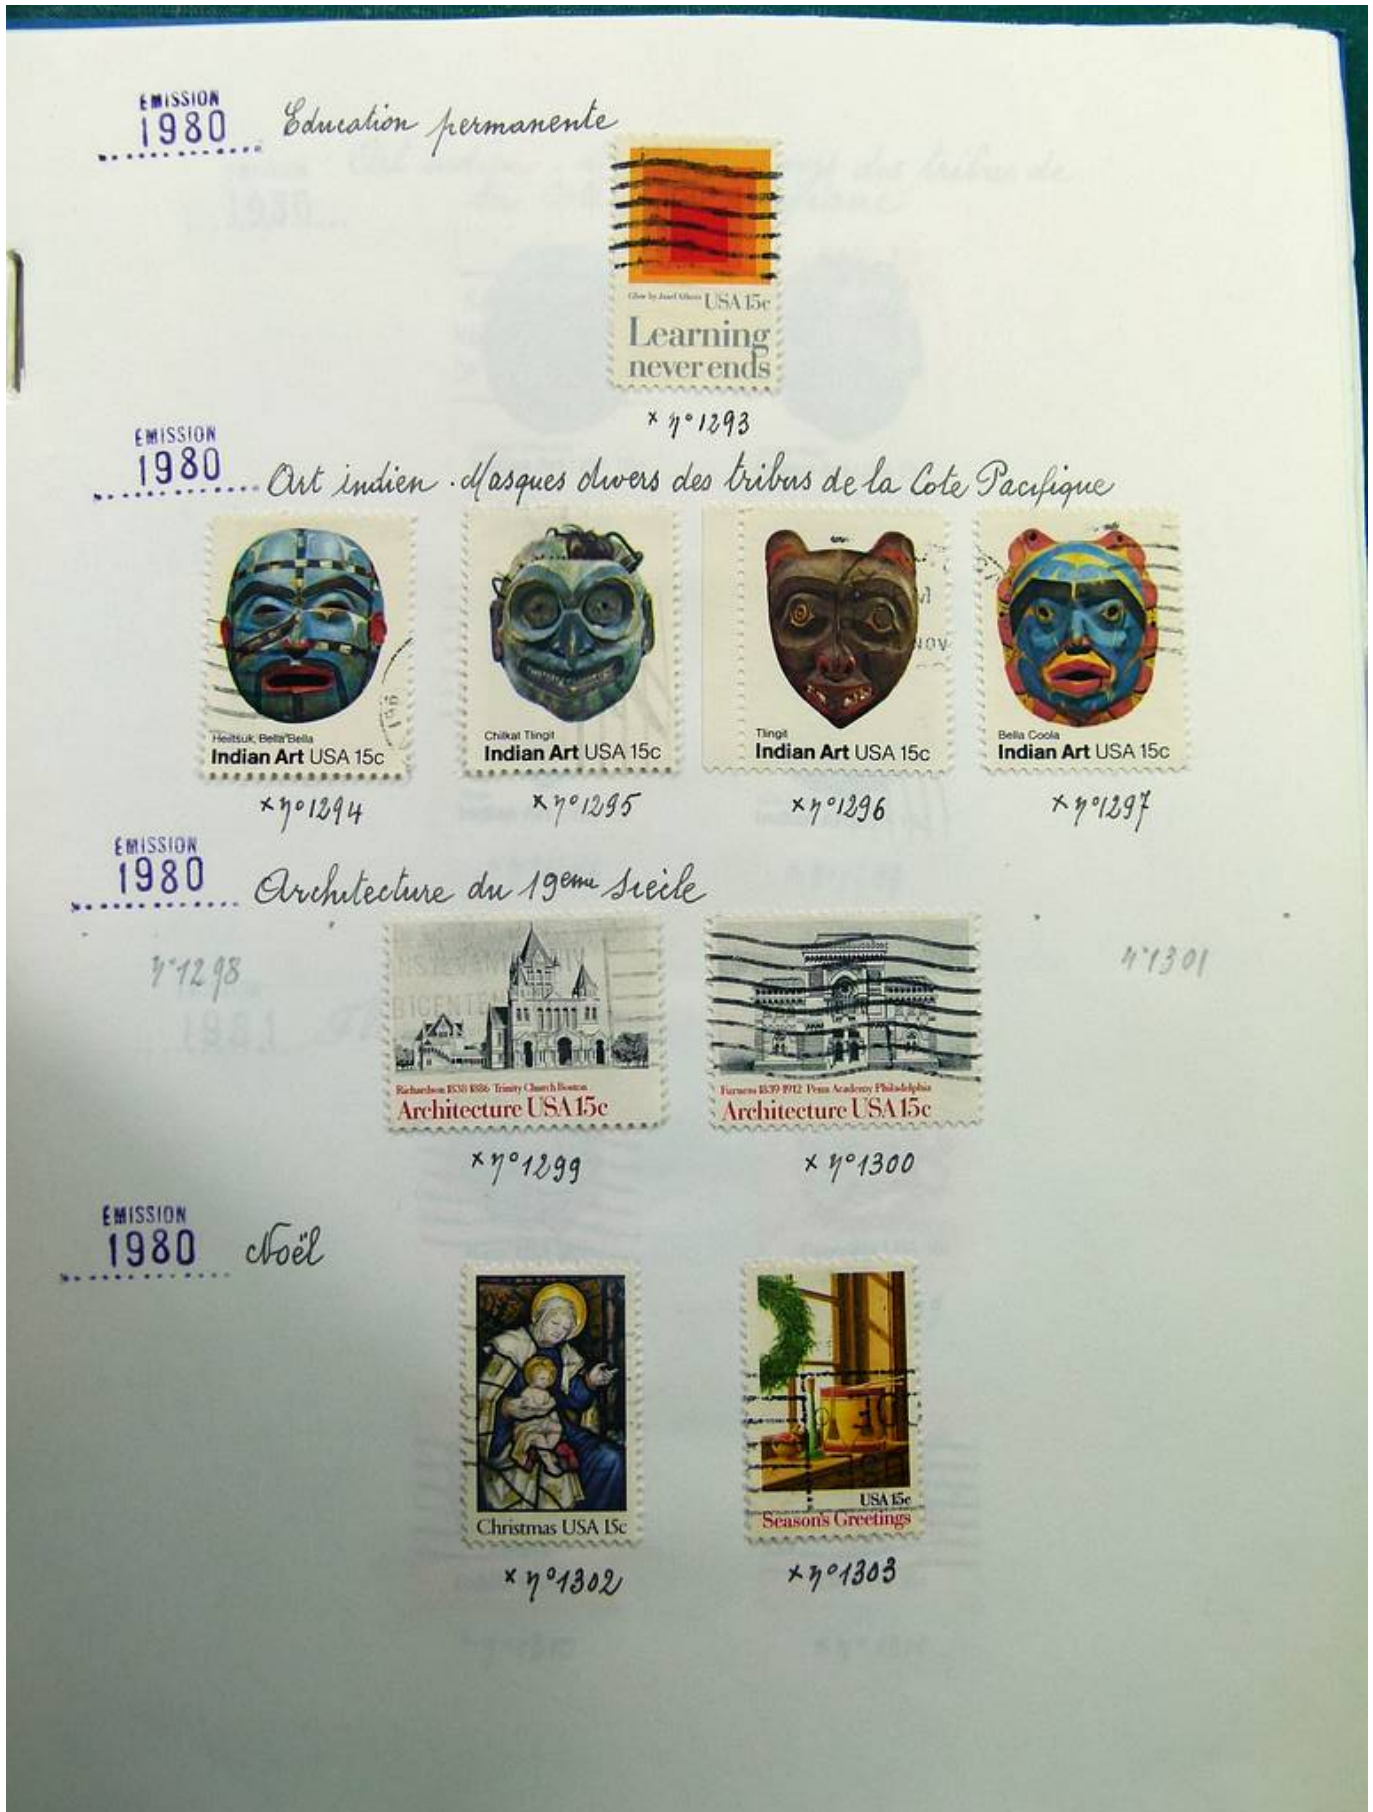 EMISSION
1980 Education permanente
Glow by Josef Albers USA 15c
Learning
never ends
x n° 1293
EMISSION
1980 Art indien. Masques divers des tribus de la Cote Pacifique
Heiltsuk, Bella Bella
Indian Art USA 15c
Chilkat Tlingit
Indian Art USA 15c
Tlingit
Indian Art USA 15c
NOV
Bella Coola
Indian Art USA 15c
x n° 1294 x n° 1295 x n° 1296 x n° 1297
EMISSION
1980 Architecture du 19eme siecle
n° 1298
BICENTEN
Richardson 1838-1886 Trinity Church Boston
Architecture USA 15c
Furness 1839-1912 Penn Academy Philadelphia
Architecture USA 15c
n° 1301
x n° 1299 x n° 1300
EMISSION
1980 Noël
Christmas USA 15c
USA 15c
Season's Greetings
x n° 1302 x n° 1303